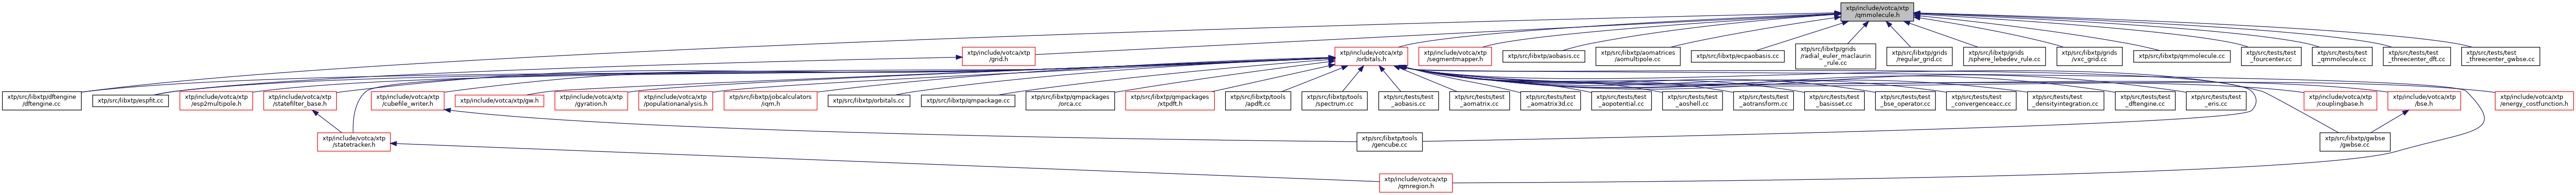 xtp/include/votca/xtp
/qmmolecule.h
xtp/include/votca/xtp
/grid.h
xtp/include/votca/xtp
/orbitals.h
xtp/include/votca/xtp
/segmentmapper.h
xtp/src/libxtp/aobasis.cc
xtp/src/libxtp/aomatrices
/aomultipole.cc
xtp/src/libxtp/ecpaobasis.cc
xtp/src/libxtp/grids
/radial_euler_maclaurin
_rule.cc
xtp/src/libxtp/grids
/regular_grid.cc
xtp/src/libxtp/grids
/sphere_lebedev_rule.cc
xtp/src/libxtp/grids
/vxc_grid.cc
xtp/src/libxtp/qmmolecule.cc
xtp/src/tests/test
_fourcenter.cc
xtp/src/tests/test
_qmmolecule.cc
xtp/src/tests/test
_threecenter_dft.cc
xtp/src/tests/test
_threecenter_gwbse.cc
xtp/src/libxtp/dftengine
/dftengine.cc
xtp/src/libxtp/espfit.cc
xtp/include/votca/xtp
/esp2multipole.h
xtp/include/votca/xtp
/statefilter_base.h
xtp/include/votca/xtp
/cubefile_writer.h
xtp/include/votca/xtp/gw.h
xtp/include/votca/xtp
/gyration.h
xtp/include/votca/xtp
/populationanalysis.h
xtp/src/libxtp/jobcalculators
/iqm.h
xtp/src/libxtp/orbitals.cc
xtp/src/libxtp/qmpackage.cc
xtp/src/libxtp/qmpackages
/orca.cc
xtp/src/libxtp/qmpackages
/xtpdft.h
xtp/src/libxtp/tools
/apdft.cc
xtp/src/libxtp/tools
/spectrum.cc
xtp/src/tests/test
_aobasis.cc
xtp/src/tests/test
_aomatrix.cc
xtp/src/tests/test
_aomatrix3d.cc
xtp/src/tests/test
_aopotential.cc
xtp/src/tests/test
_aoshell.cc
xtp/src/tests/test
_aotransform.cc
xtp/src/tests/test
_basisset.cc
xtp/src/tests/test
_bse_operator.cc
xtp/src/tests/test
_convergenceacc.cc
xtp/src/tests/test
_densityintegration.cc
xtp/src/tests/test
_dftengine.cc
xtp/src/tests/test
_eris.cc
xtp/include/votca/xtp
/couplingbase.h
xtp/include/votca/xtp
/bse.h
xtp/include/votca/xtp
/energy_costfunction.h
xtp/include/votca/xtp
/statetracker.h
xtp/src/libxtp/tools
/gencube.cc
xtp/src/libxtp/gwbse
/gwbse.cc
xtp/include/votca/xtp
/qmregion.h